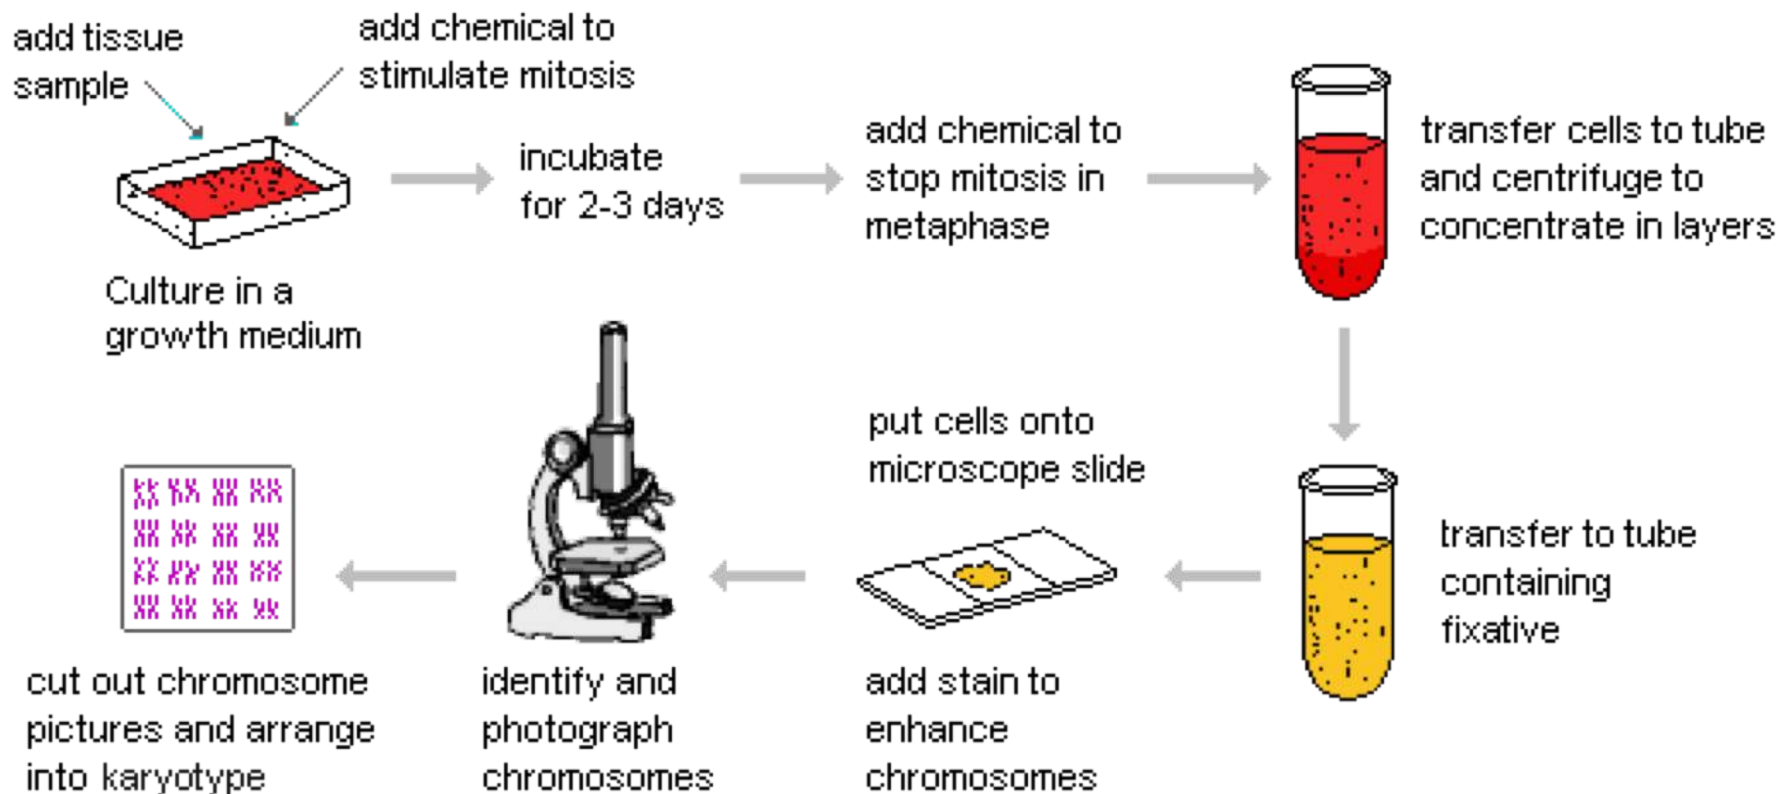 add tissue
sample
add chemical to
stimulate mitosis
Culture in a
growth medium
incubate
for 2-3 days
add chemical to
stop mitosis in
metaphase
transfer cells to tube
and centrifuge to
concentrate in layers
transfer to tube
containing
fixative
put cells onto
microscope slide
add stain to
enhance
chromosomes
identify and
photograph
chromosomes
cut out chromosome
pictures and arrange
into karyotype